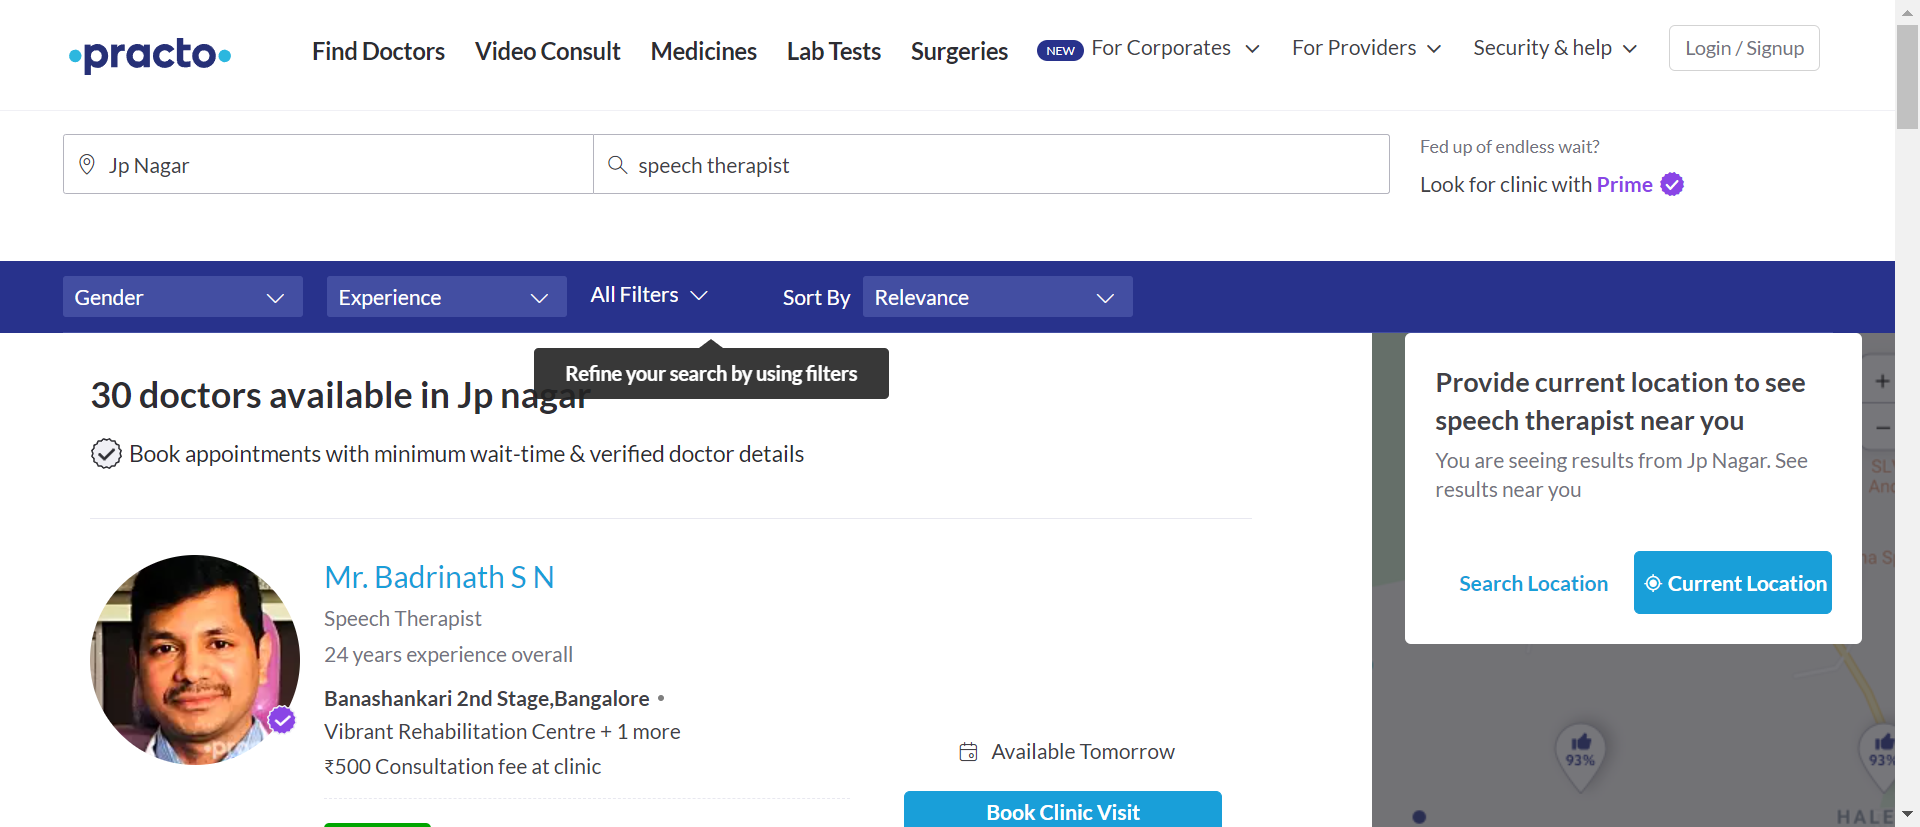 practo
Find Doctors
Video Consult
Medicines
Lab Tests
Surgeries
NEW For Corporates
For Providers
Security & help
Login / Signup
Jp Nagar
speech therapist
Fed up of endless wait?
Look for clinic with Prime
Gender
Experience
All Filters
Sort By
Relevance
Refine your search by using filters
30 doctors available in Jp nagar
Book appointments with minimum wait-time & verified doctor details
Mr. Badrinath S N
Speech Therapist
24 years experience overall
Banashankari 2nd Stage,Bangalore
Vibrant Rehabilitation Centre + 1 more
₹500 Consultation fee at clinic
Available Tomorrow
Book Clinic Visit
Provide current location to see
speech therapist near you
You are seeing results from Jp Nagar. See
results near you
Search Location
Current Location
93%
93%